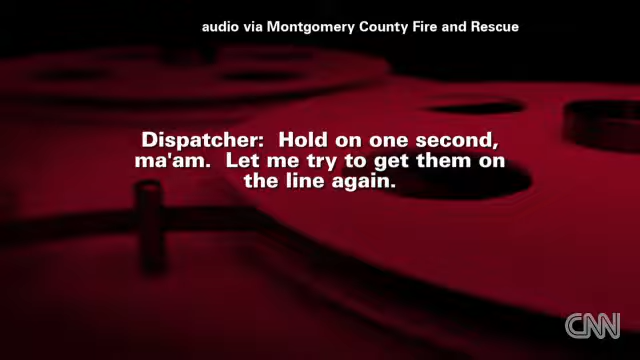 audio via Montgomery County Fire and Rescue
Dispatcher:  Hold on one second,
ma'am.  Let me try to get them on
the line again.
CNN